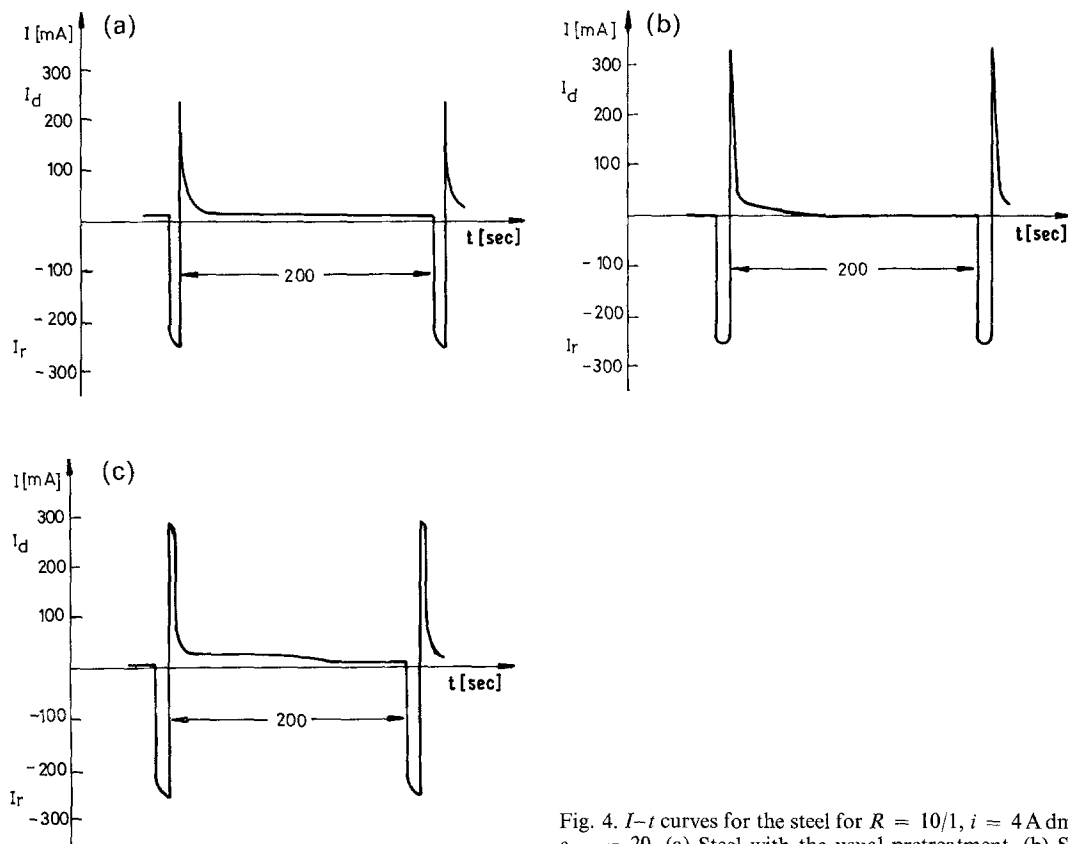 I [mA]
(a)
300
I_d
200
100
t [sec]
-100
200
-200
I_r
-300
I [mA]
(b)
300
I_d
200
100
t [sec]
-100
200
-200
I_r
-300
(c)
I [mA]
300
I_d
200
100
t [sec]
-100
200
-200
I_r
-300
Fig. 4. I–t curves for the steel for R = 10/1, i = 4 A dm
= 20. (a) Steel with the usual pretreatment. (b) S